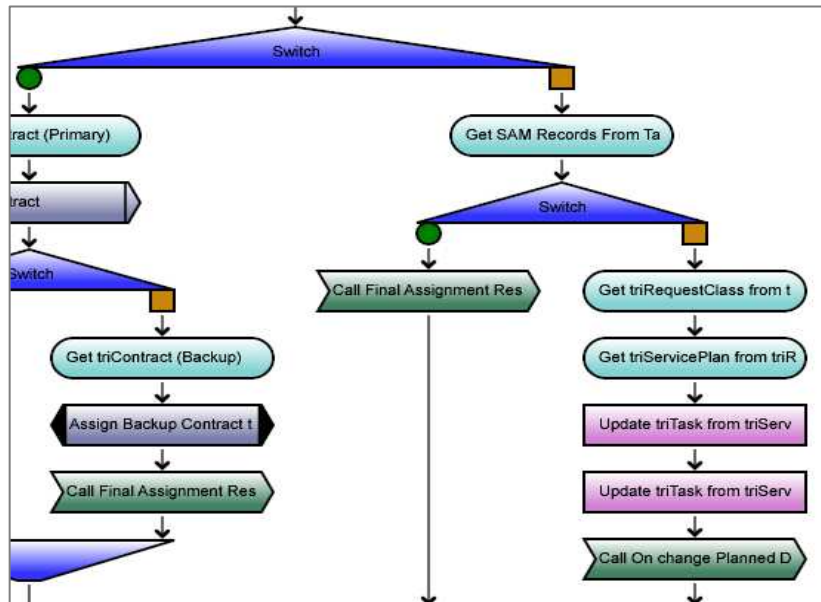 Switch
tract (Primary)
Get SAM Records From Ta
tract
Switch
Switch
Call Final Assignment Res
Get triRequestClass from t
Get triContract (Backup)
Get triServicePlan from triR
Assign Backup Contract t
Update triTask from triServ
Call Final Assignment Res
Update triTask from triServ
Call On change Planned D